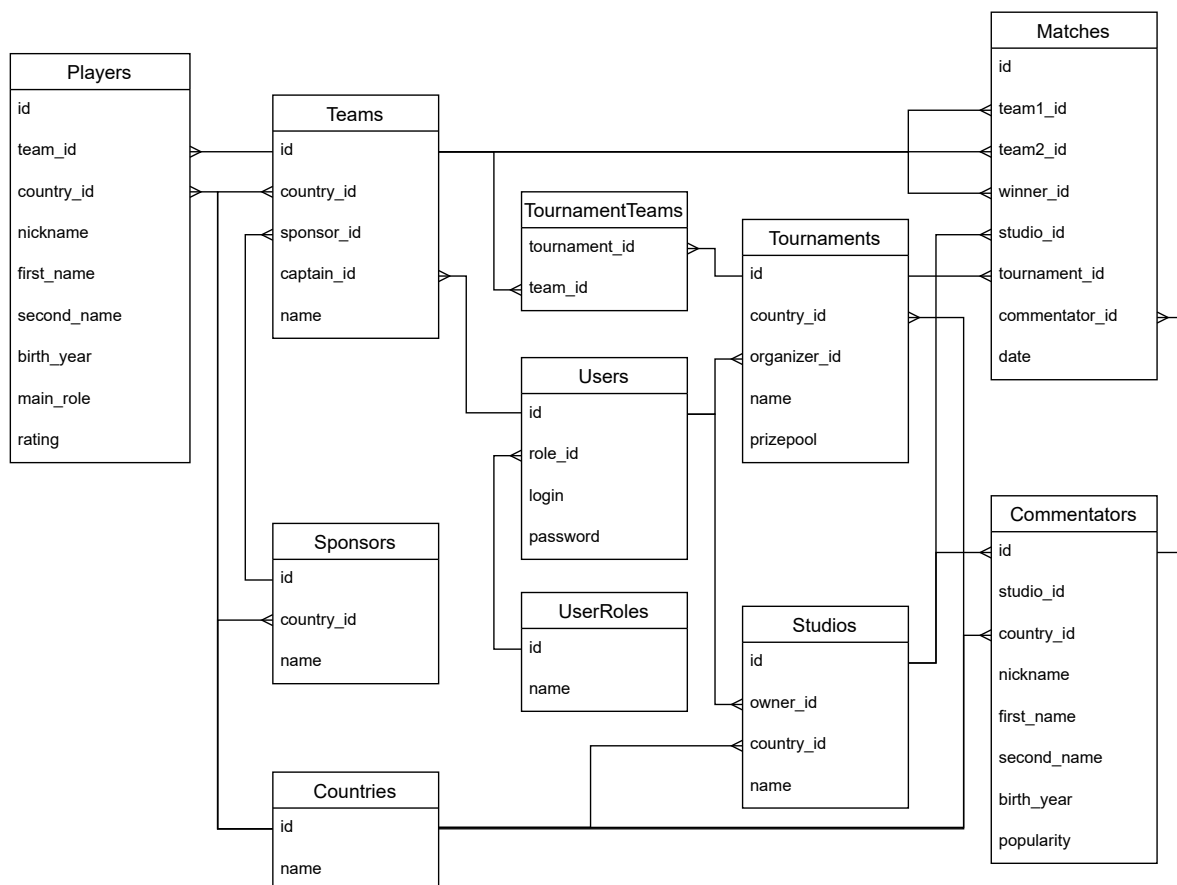 Players
id
team_id
country_id
nickname
first_name
second_name
birth_year
main_role
rating
Teams
id
country_id
sponsor_id
captain_id
name
Sponsors
id
country_id
name
Countries
id
name
TournamentTeams
tournament_id
team_id
Users
id
role_id
login
password
UserRoles
id
name
Tournaments
id
country_id
organizer_id
name
prizepool
Studios
id
owner_id
country_id
name
Matches
id
team1_id
team2_id
winner_id
studio_id
tournament_id
commentator_id
date
Commentators
id
studio_id
country_id
nickname
first_name
second_name
birth_year
popularity